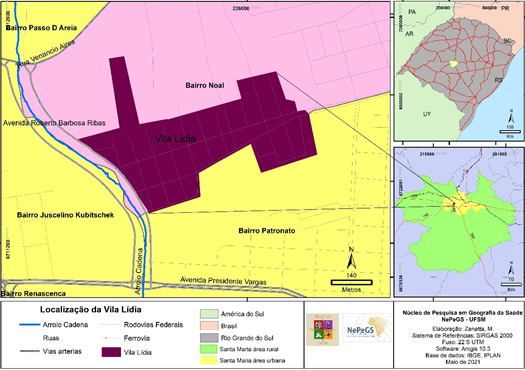 226000
Bairro Passo D Areia
Rua Venancio Aires
Bairro Noal
Avenida Roberto Barbosa Ribas
Vila Lídia
Bairro Juscelino Kubitschek
Bairro Patronato
Arroio Cadena
Avenida Presidente Vargas
Bairro Renascenca
N
140
Metros
PA
PR
AR
SC
RS
UY
N
130
Km
N
10
Km
Localização da Vila Lídia
Arroio Cadena
Ruas
Vias arteriais
Rodovias Federais
Ferrovia
Vila Lídia
América do Sul
Brasil
Rio Grande do Sul
Santa Maria área rural
Santa Maria área urbana
NePeGS
Núcleo de Pesquisa em Geografia da Saúde
NePeGS - UFSM
Elaboração: Zanatta, M.
Sistema de Referências: SIRGAS 2000
Fuso: 22 S UTM
Software: Arcgis 10.3
Base de dados: IBGE, IPLAN
Maio de 2021